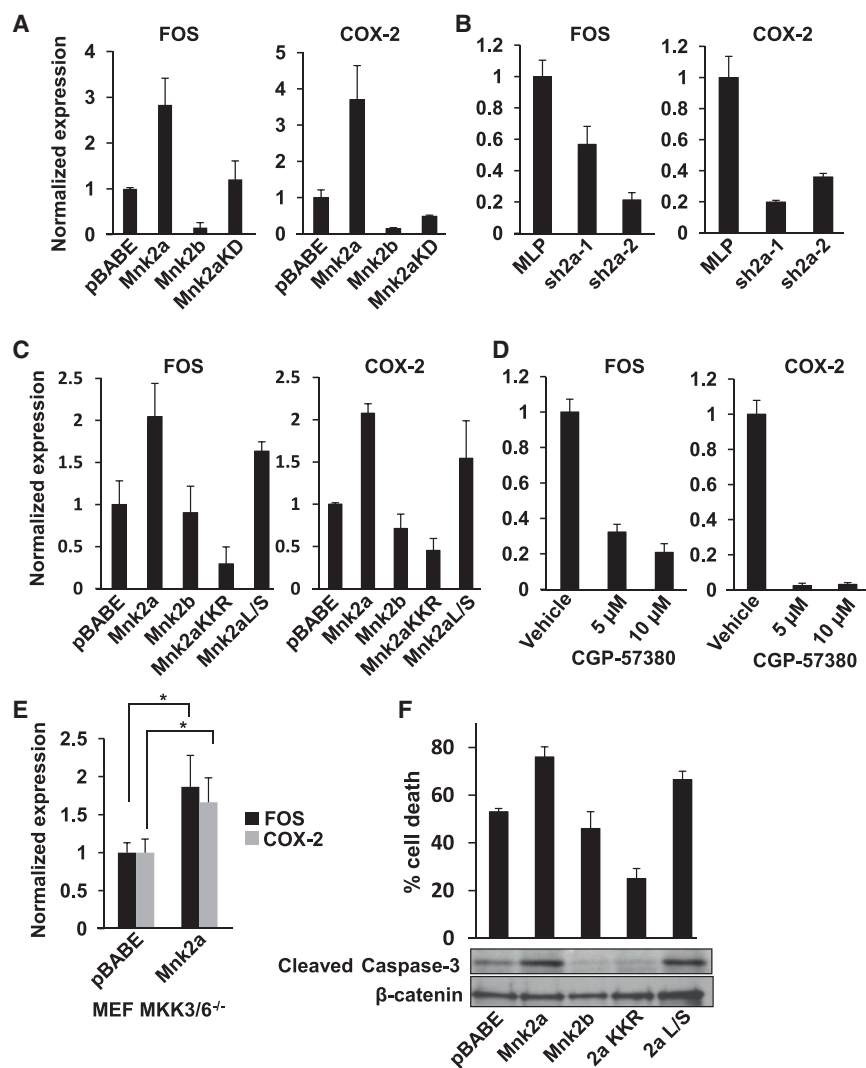 A
FOS
COX-2
Normalized expression
4
3
2
1
0
5
4
3
2
1
0
pBABE
Mnk2a
Mnk2b
Mnk2aKD
pBABE
Mnk2a
Mnk2b
Mnk2aKD
B
FOS
COX-2
1.2
1
0.8
0.6
0.4
0.2
0
1.2
1
0.8
0.6
0.4
0.2
0
MLP
sh2a-1
sh2a-2
MLP
sh2a-1
sh2a-2
C
FOS
COX-2
Normalized expression
2.5
2
1.5
1
0.5
0
2.5
2
1.5
1
0.5
0
pBABE
Mnk2a
Mnk2b
Mnk2aKKR
Mnk2aL/S
pBABE
Mnk2a
Mnk2b
Mnk2aKKR
Mnk2aL/S
D
FOS
COX-2
1.2
1
0.8
0.6
0.4
0.2
0
1.2
1
0.8
0.6
0.4
0.2
0
Vehicle
5 µM
10 µM
CGP-57380
Vehicle
5 µM
10 µM
CGP-57380
E
*
*
Normalized expression
2.5
2
1.5
1
0.5
0
FOS
COX-2
pBABE
Mnk2a
MEF MKK3/6-/-
F
% cell death
80
60
40
20
0
Cleaved Caspase-3
β-catenin
pBABE
Mnk2a
Mnk2b
2a KKR
2a L/S